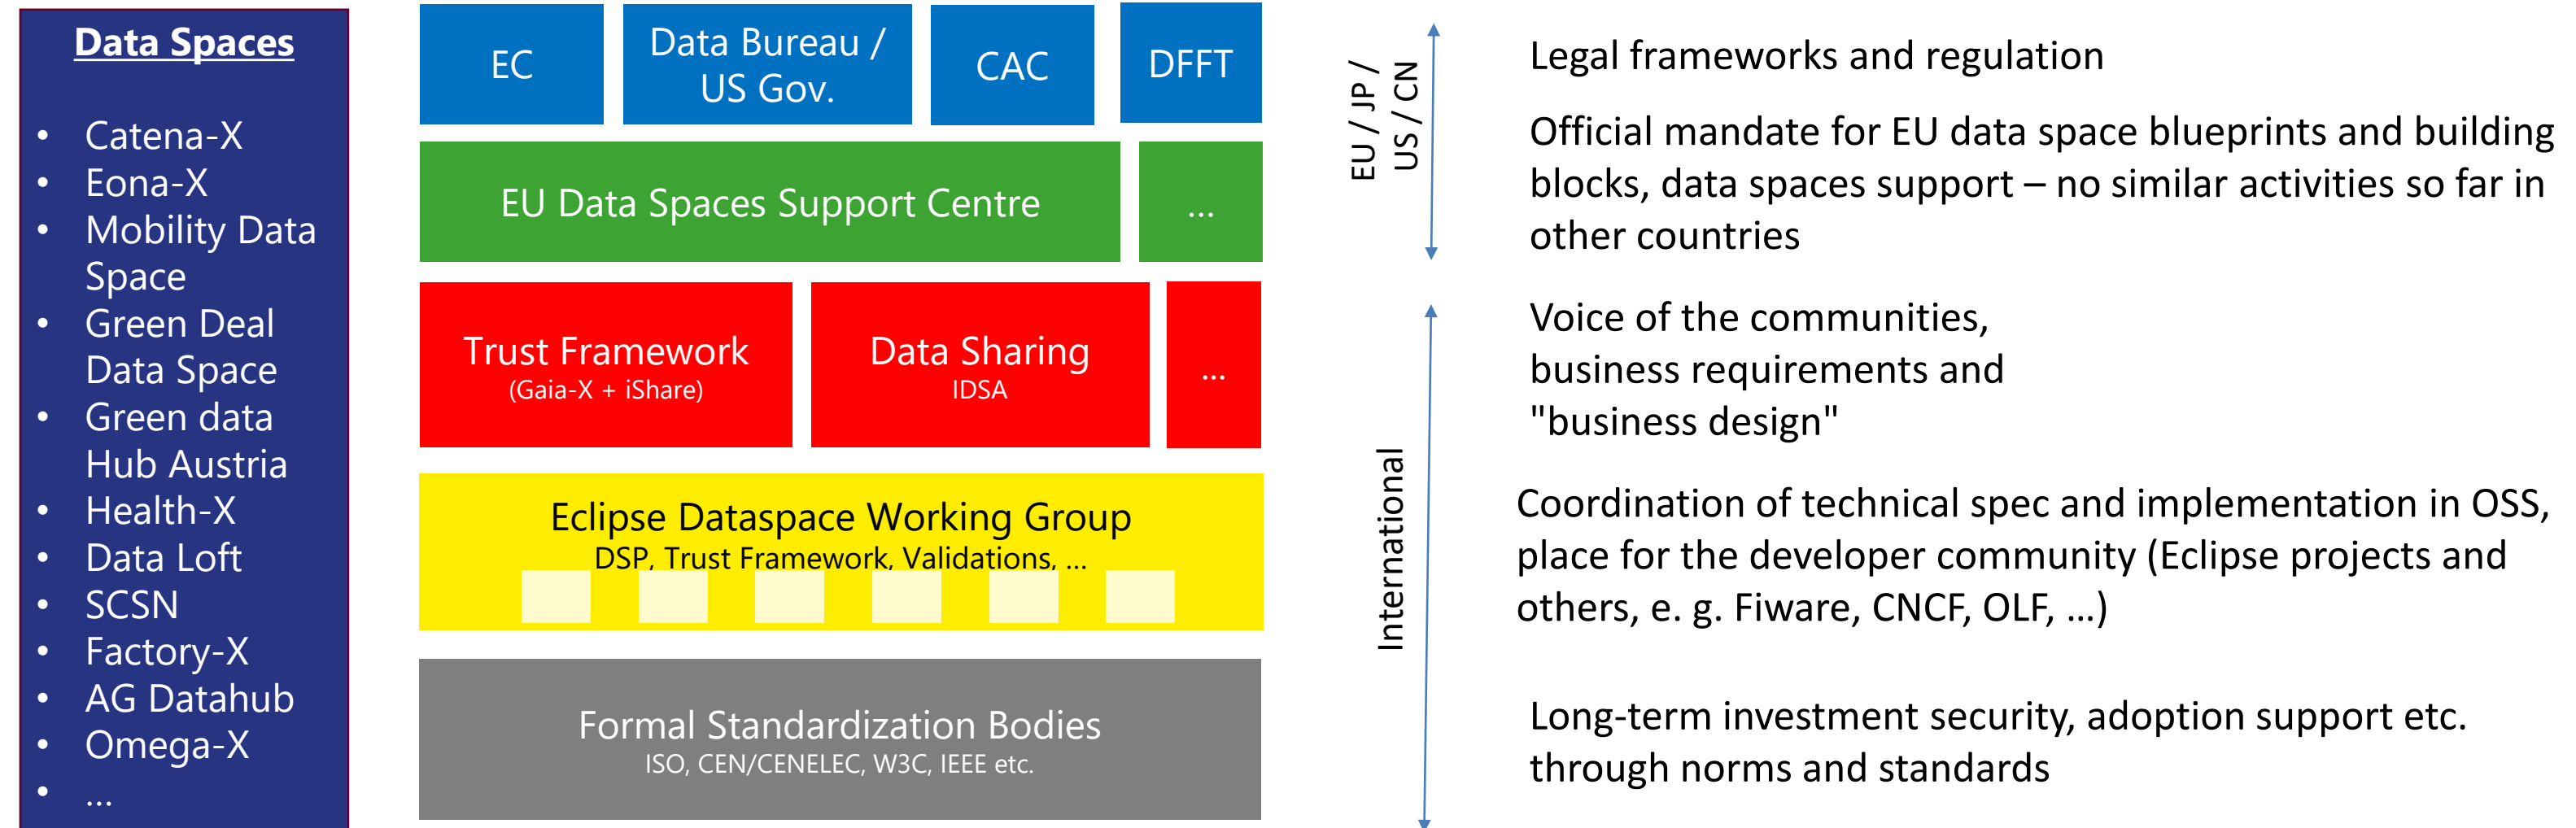 Data Spaces
• Catena-X
• Eona-X
• Mobility Data
Space
• Green Deal
Data Space
• Green data
Hub Austria
• Health-X
• Data Loft
• SCSN
• Factory-X
• AG Datahub
• Omega-X
• ...
EC
Data Bureau /
US Gov.
CAC
DFFT
EU Data Spaces Support Centre
...
Trust Framework
(Gaia-X + iShare)
Data Sharing
IDSA
...
Eclipse Dataspace Working Group
DSP, Trust Framework, Validations, ...
Formal Standardization Bodies
ISO, CEN/CENELEC, W3C, IEEE etc.
EU / JP /
US / CN
International
Legal frameworks and regulation
Official mandate for EU data space blueprints and building
blocks, data spaces support – no similar activities so far in
other countries
Voice of the communities,
business requirements and
"business design"
Coordination of technical spec and implementation in OSS,
place for the developer community (Eclipse projects and
others, e. g. Fiware, CNCF, OLF, ...)
Long-term investment security, adoption support etc.
through norms and standards